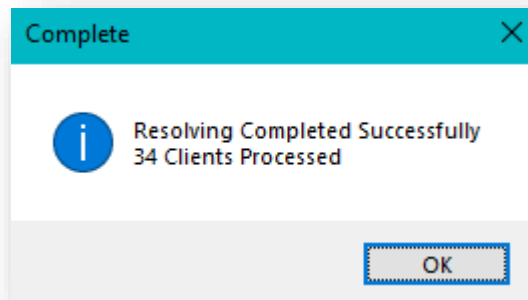 Complete
Resolving Completed Successfully
34 Clients Processed
OK